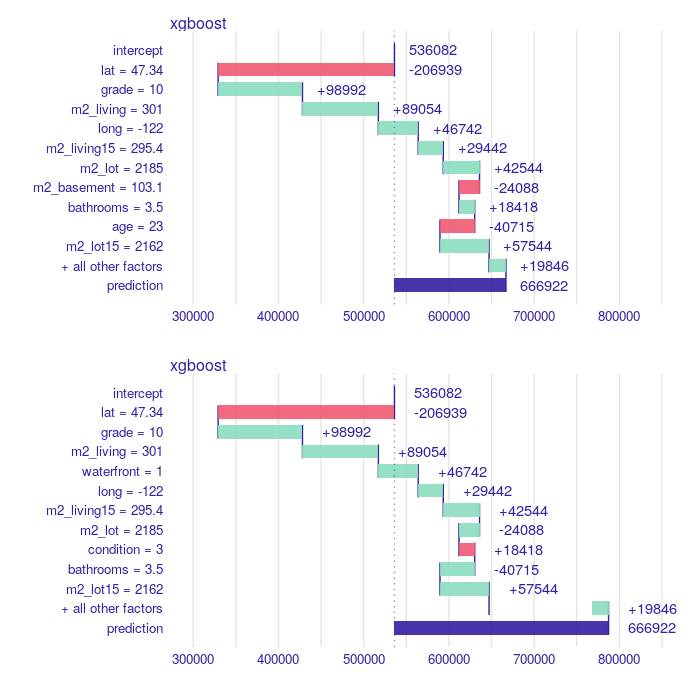 xgboost
intercept 536082
lat = 47.34 -206939
grade = 10 +98992
m2_living = 301 +89054
long = -122 +46742
m2_living15 = 295.4 +29442
m2_lot = 2185 +42544
m2_basement = 103.1 -24088
bathrooms = 3.5 +18418
age = 23 -40715
m2_lot15 = 2162 +57544
+ all other factors +19846
prediction 666922
300000 400000 500000 600000 700000 800000
xgboost
intercept 536082
lat = 47.34 -206939
grade = 10 +98992
m2_living = 301 +89054
waterfront = 1 +46742
long = -122 +29442
m2_living15 = 295.4 +42544
m2_lot = 2185 -24088
condition = 3 +18418
bathrooms = 3.5 -40715
m2_lot15 = 2162 +57544
+ all other factors +19846
prediction 666922
300000 400000 500000 600000 700000 800000